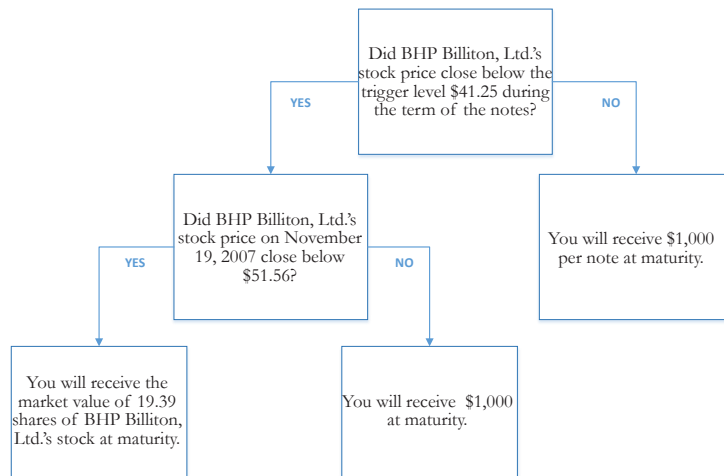 Did BHP Billiton, Ltd.'s
stock price close below the
trigger level $41.25 during
the term of the notes?
YES
NO
Did BHP Billiton, Ltd.'s
stock price on November
19, 2007 close below
$51.56?
You will receive $1,000
per note at maturity.
YES
NO
You will receive the
market value of 19.39
shares of BHP Billiton,
Ltd.'s stock at maturity.
You will receive $1,000
at maturity.